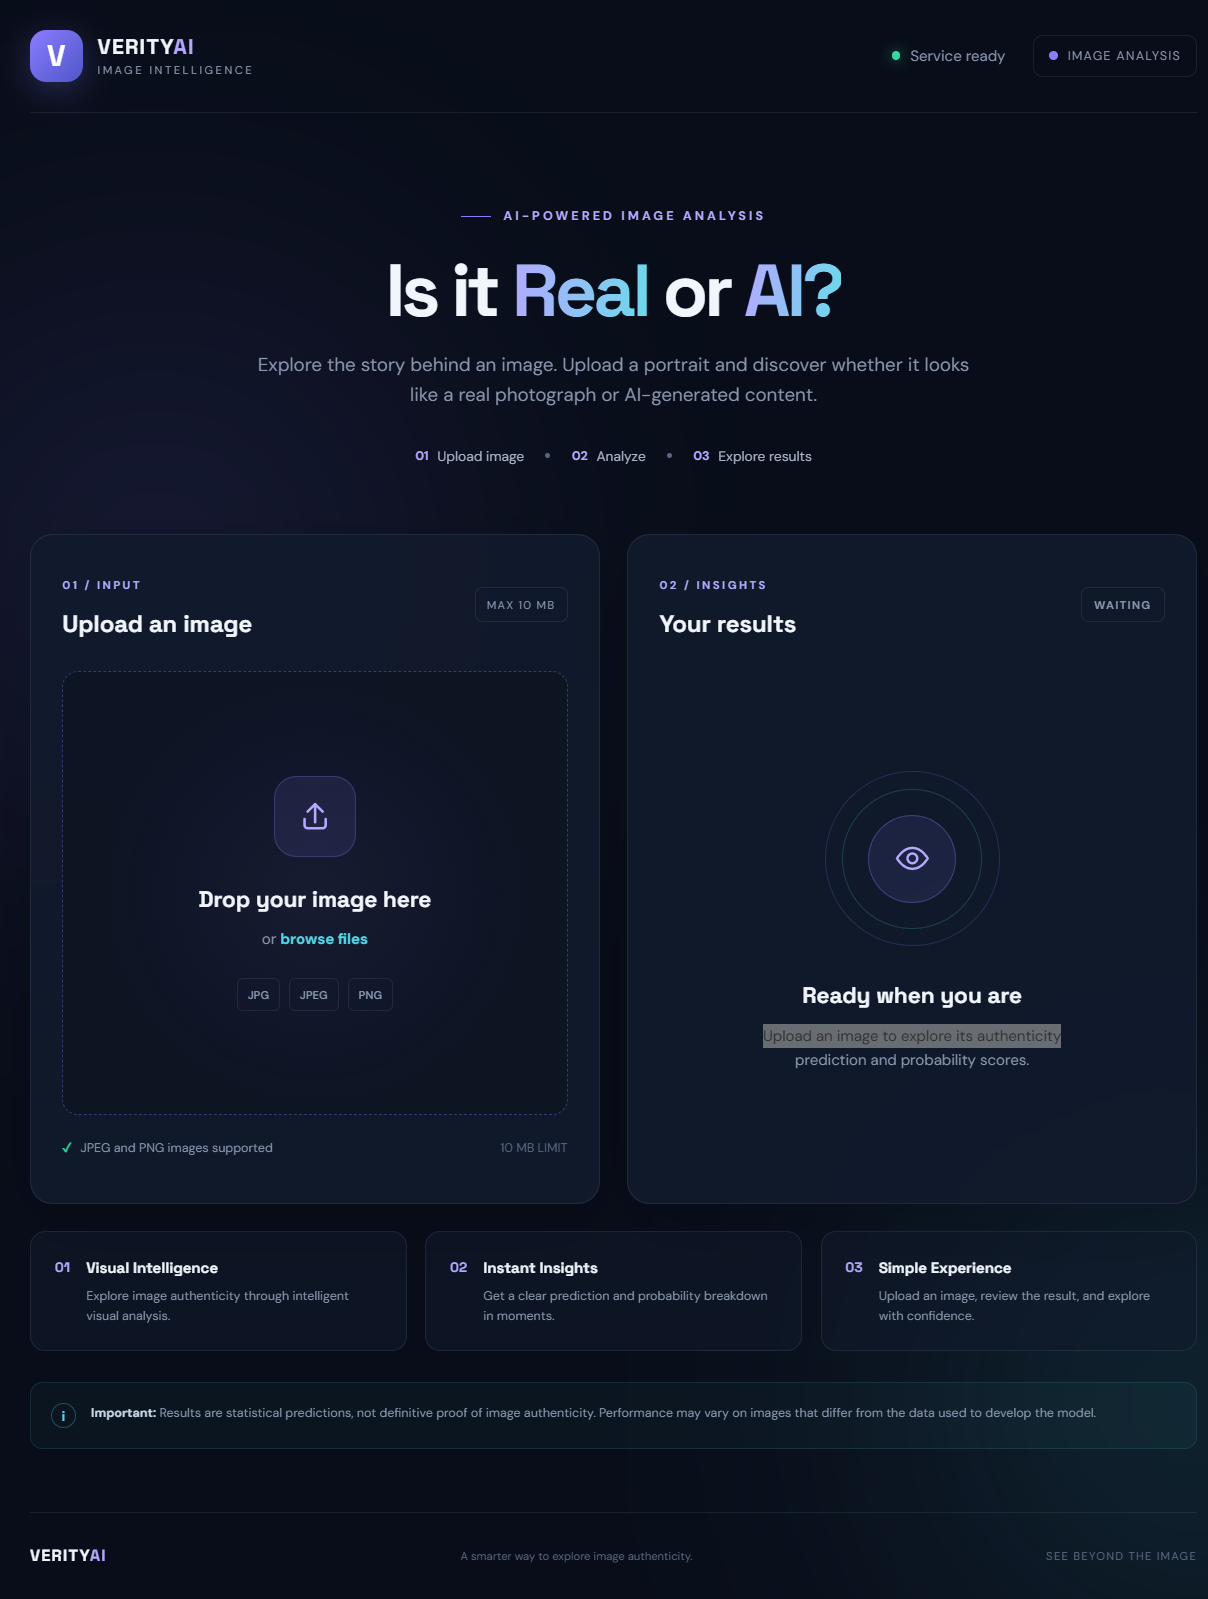 V
VERITYAI
IMAGE INTELLIGENCE
Service ready
IMAGE ANALYSIS
AI-POWERED IMAGE ANALYSIS
Is it Real or AI?
Explore the story behind an image. Upload a portrait and discover whether it looks
like a real photograph or AI-generated content.
01 Upload image
02 Analyze
03 Explore results
01 / INPUT
Upload an image
MAX 10 MB
Drop your image here
or browse files
JPG
JPEG
PNG
JPEG and PNG images supported
10 MB LIMIT
02 / INSIGHTS
Your results
WAITING
Ready when you are
Upload an image to explore its authenticity
prediction and probability scores.
01 Visual Intelligence
Explore image authenticity through intelligent
visual analysis.
02 Instant Insights
Get a clear prediction and probability breakdown
in moments.
03 Simple Experience
Upload an image, review the result, and explore
with confidence.
Important: Results are statistical predictions, not definitive proof of image authenticity. Performance may vary on images that differ from the data used to develop the model.
VERITYAI
A smarter way to explore image authenticity.
SEE BEYOND THE IMAGE